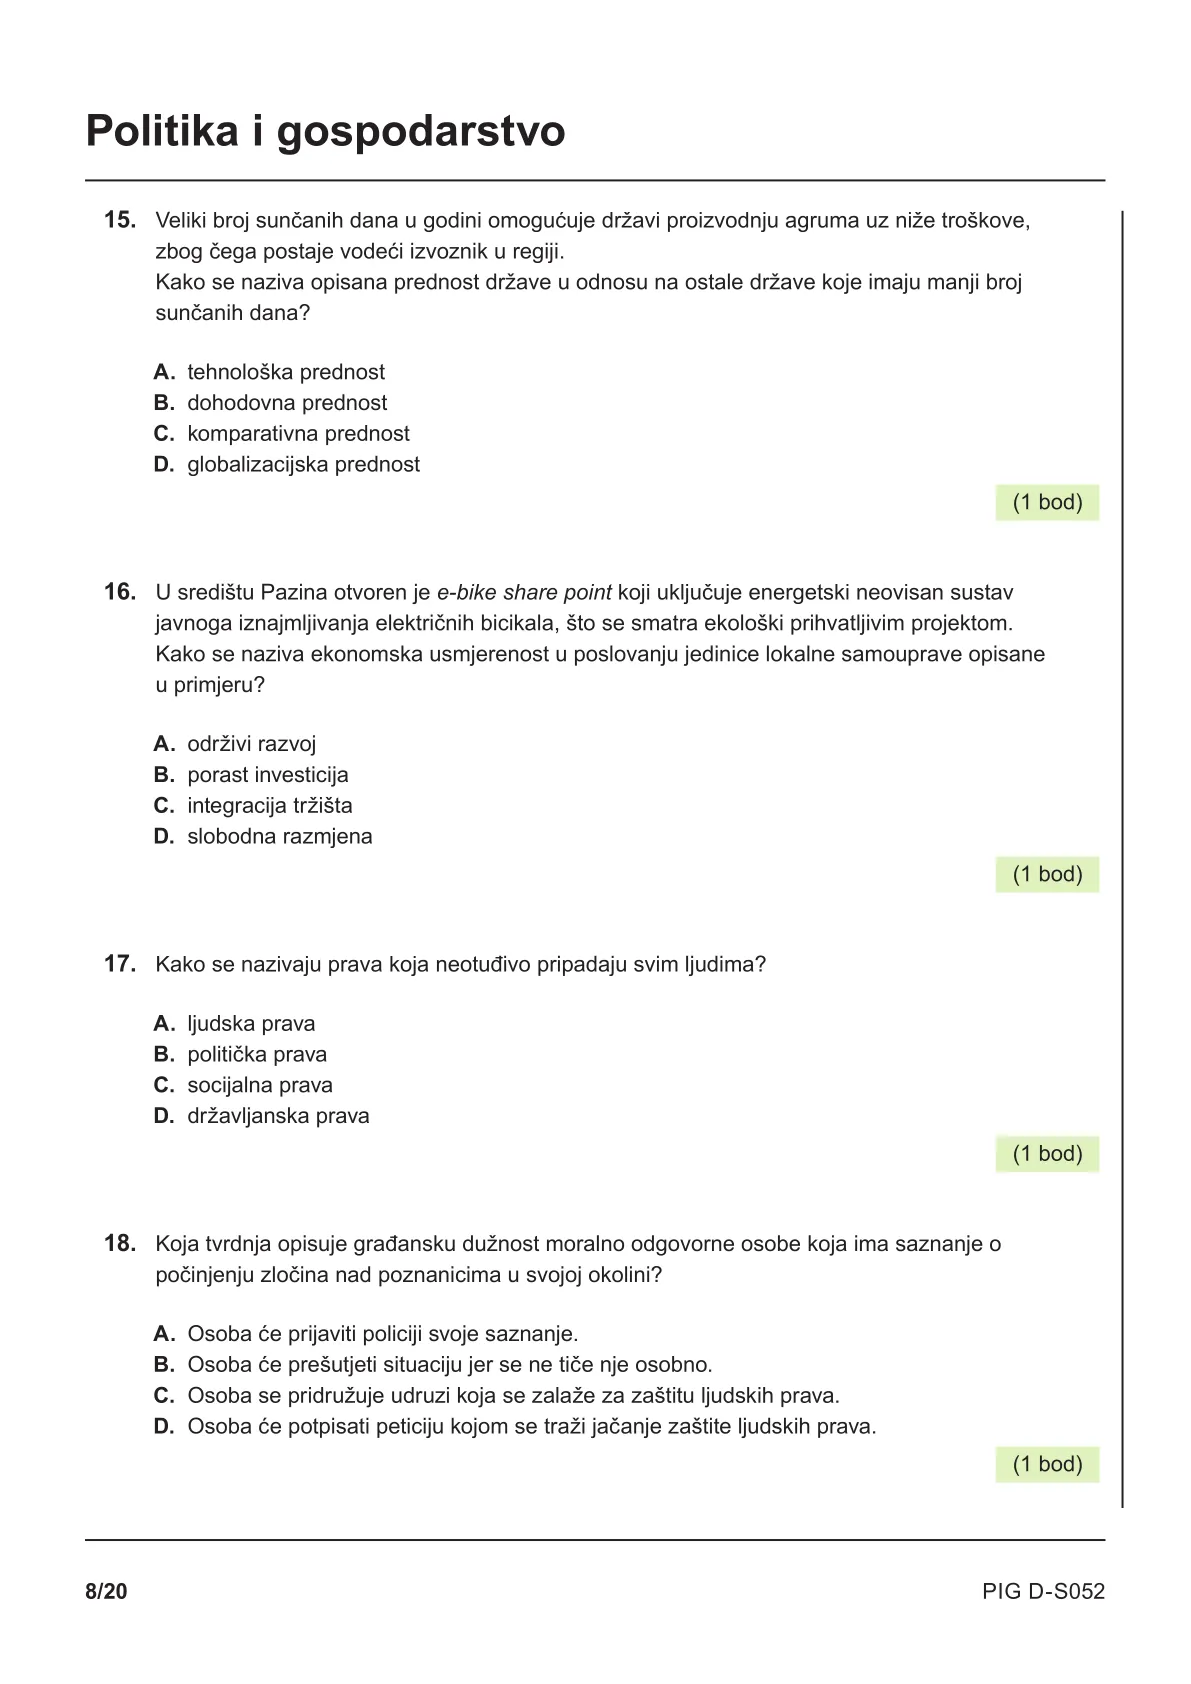 Politika i gospodarstvo
15. Veliki broj sunčanih dana u godini omogućuje državi proizvodnju agruma uz niže troškove,
zbog čega postaje vodeći izvoznik u regiji.
Kako se naziva opisana prednost države u odnosu na ostale države koje imaju manji broj
sunčanih dana?
A. tehnološka prednost
B. dohodovna prednost
C. komparativna prednost
D. globalizacijska prednost
(1 bod)
16. U središtu Pazina otvoren je e-bike share point koji uključuje energetski neovisan sustav
javnoga iznajmljivanja električnih bicikala, što se smatra ekološki prihvatljivim projektom.
Kako se naziva ekonomska usmjerenost u poslovanju jedinice lokalne samouprave opisane
u primjeru?
A. održivi razvoj
B. porast investicija
C. integracija tržišta
D. slobodna razmjena
(1 bod)
17. Kako se nazivaju prava koja neotuđivo pripadaju svim ljudima?
A. ljudska prava
B. politička prava
C. socijalna prava
D. državljanska prava
(1 bod)
18. Koja tvrdnja opisuje građansku dužnost moralno odgovorne osobe koja ima saznanje o
počinjenju zločina nad poznanicima u svojoj okolini?
A. Osoba će prijaviti policiji svoje saznanje.
B. Osoba će prešutjeti situaciju jer se ne tiče nje osobno.
C. Osoba se pridružuje udruzi koja se zalaže za zaštitu ljudskih prava.
D. Osoba će potpisati peticiju kojom se traži jačanje zaštite ljudskih prava.
(1 bod)
8/20
PIG D-S052